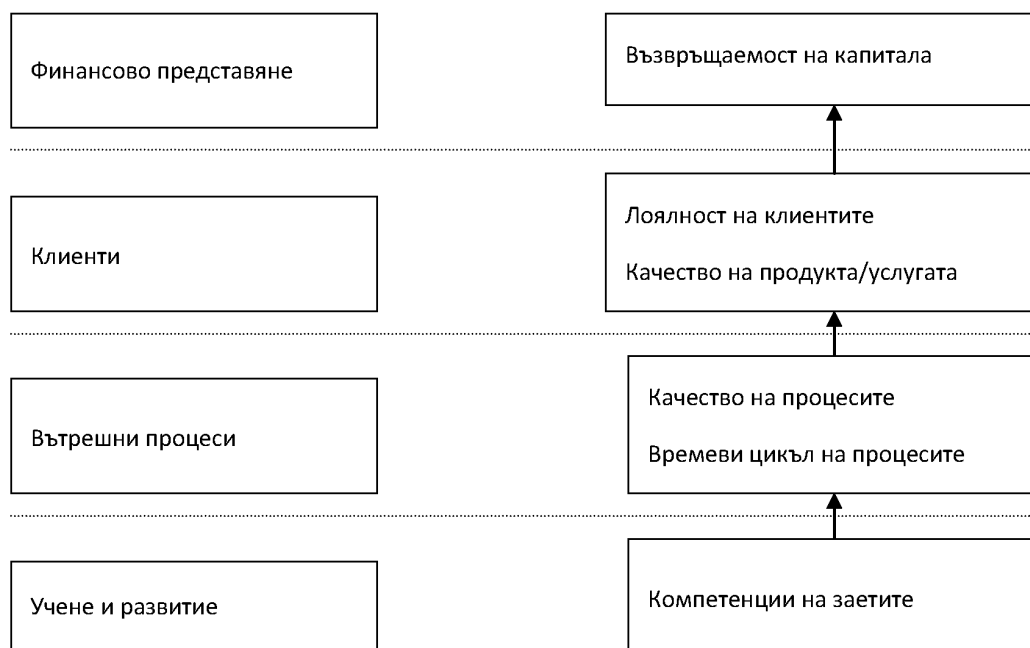 Финансово представяне
Възвръщаемост на капитала
Клиенти
Лоялност на клиентите
Качество на продукта/услугата
Вътрешни процеси
Качество на процесите
Времеви цикъл на процесите
Учене и развитие
Компетенции на заетите